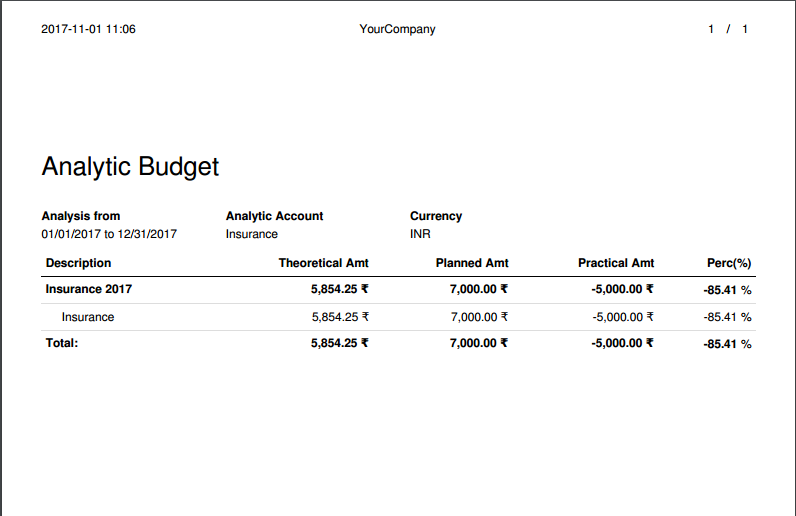 2017-11-01 11:06 YourCompany 1 / 1
Analytic Budget
Analysis from Analytic Account Currency
01/01/2017 to 12/31/2017 Insurance INR
Description Theoretical Amt Planned Amt Practical Amt Perc(%)
Insurance 2017 5,854.25 ₹ 7,000.00 ₹ -5,000.00 ₹ -85.41 %
Insurance 5,854.25 ₹ 7,000.00 ₹ -5,000.00 ₹ -85.41 %
Total: 5,854.25 ₹ 7,000.00 ₹ -5,000.00 ₹ -85.41 %